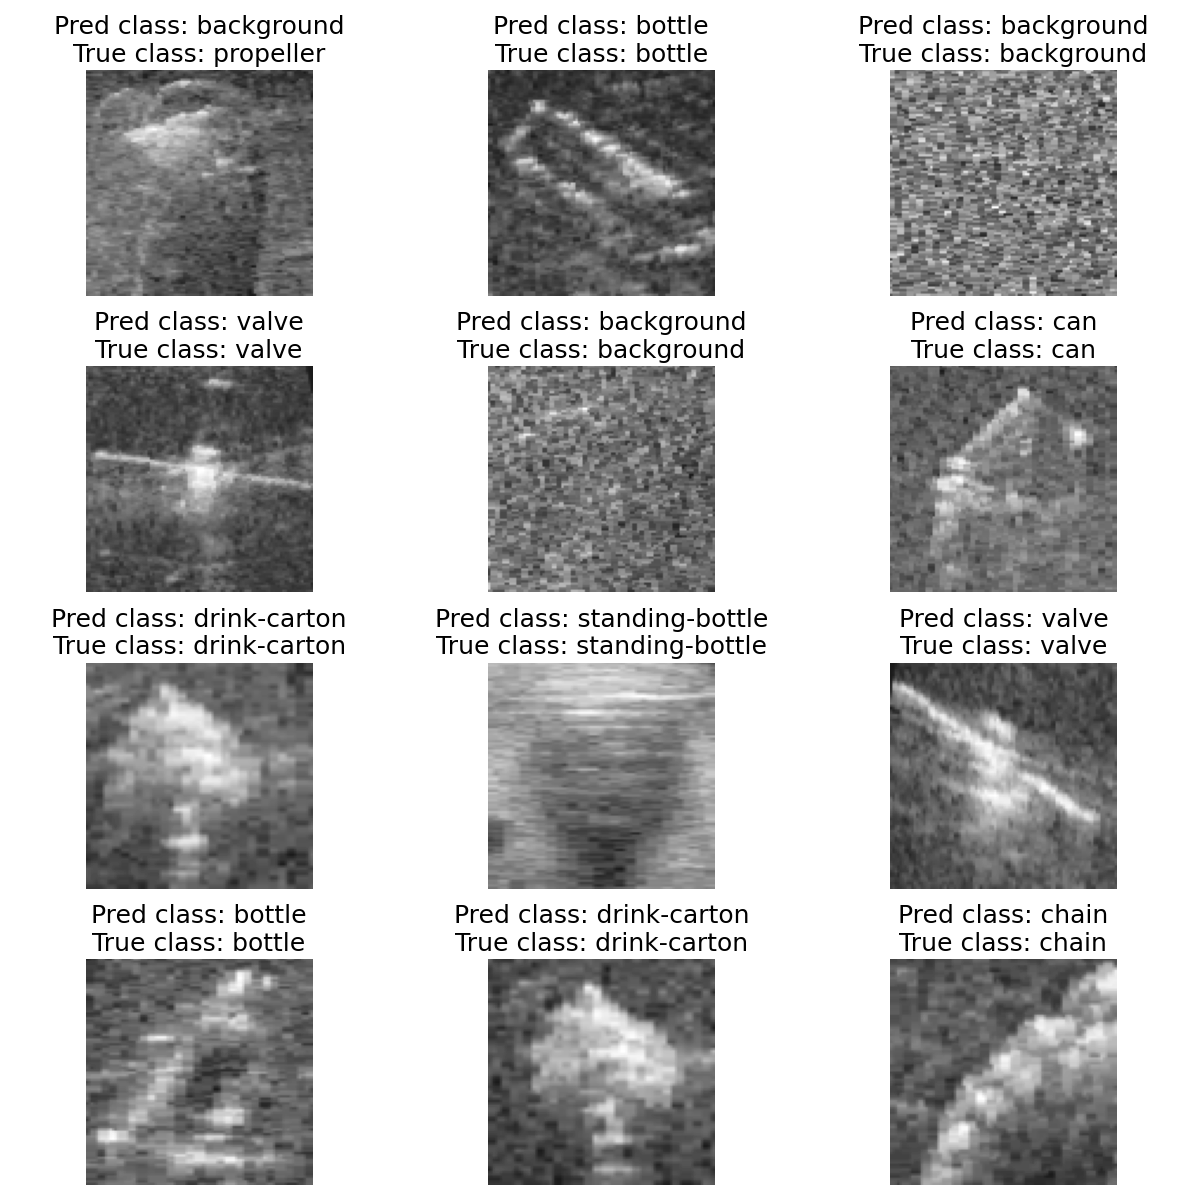 Pred class: background
True class: propeller
Pred class: bottle
True class: bottle
Pred class: background
True class: background
Pred class: valve
True class: valve
Pred class: background
True class: background
Pred class: can
True class: can
Pred class: drink-carton
True class: drink-carton
Pred class: standing-bottle
True class: standing-bottle
Pred class: valve
True class: valve
Pred class: bottle
True class: bottle
Pred class: drink-carton
True class: drink-carton
Pred class: chain
True class: chain